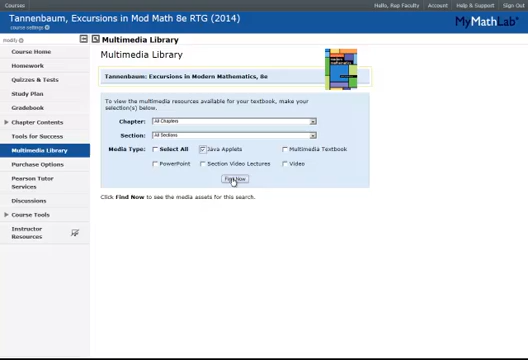 Courses
Hello, Rap Faculty | Account | Help & Support | Sign Out
Tannenbaum, Excursions in Mod Math 8e RTG (2014)
course settings
MyMathLab®
modify
Multimedia Library
Course Home
Homework
Quizzes & Tests
Study Plan
Gradebook
Chapter Contents
Tools for Success
Multimedia Library
Purchase Options
Pearson Tutor Services
Discussions
Course Tools
Instructor Resources
Multimedia Library
Tannenbaum: Excursions in Modern Mathematics, 8e
To view the multimedia resources available for your textbook, make your
selection(s) below.
Chapter: All Chapters
Section: All Sections
Media Type: Select All Java Applets Multimedia Textbook
PowerPoint Section Video Lectures Video
Find Now
Click Find Now to see the media assets for this search.